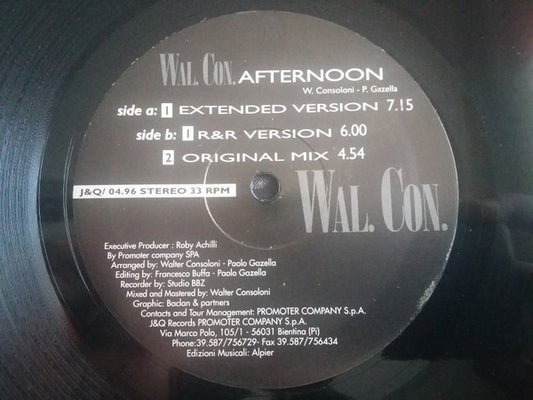 WAL. CON. AFTERNOON
W. Consoloni - P. Gazella
side a: 1 EXTENDED VERSION 7.15
side b: 1 R&R VERSION 6.00
2 ORIGINAL MIX 4.54
J&Q/ 04.96 STEREO 33 RPM
WAL. CON.
Executive Producer : Roby Achilli
By Promoter company SPA
Arranged by: Walter Consoloni - Paolo Gazella
Editing by: Francesco Buffa - Paolo Gazella
Recorder by: Studio BBZ
Mixed and Mastered by: Walter Consoloni
Graphic: Baclan & partners
Contacts and Tour Management: PROMOTER COMPANY S.p.A.
J&Q Records PROMOTER COMPANY S.p.A.
Via Marco Polo, 105/1 - 56031 Bientina (Pi)
Phone:39.587/756729- Fax 39.587/756434
Edizioni Musicali: Alpier